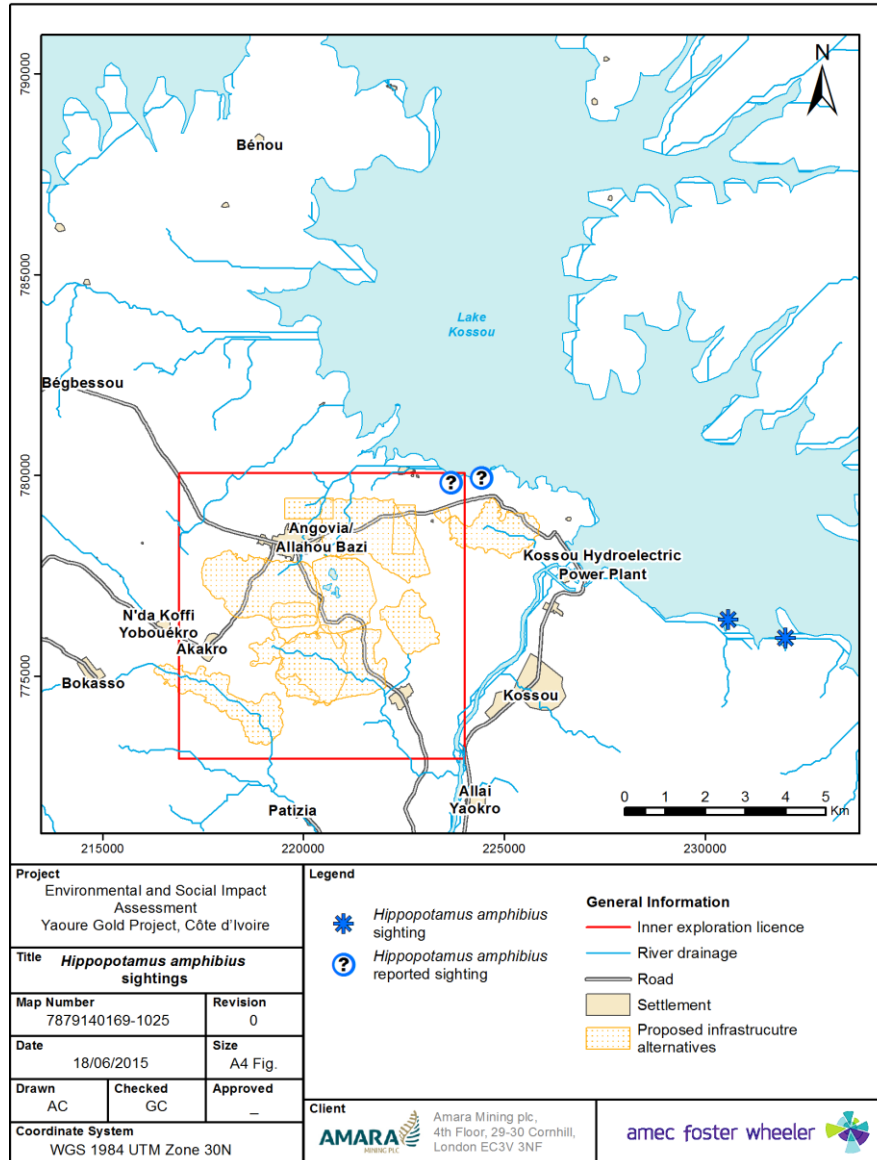 N
790000
Bénou
785000
Lake
Kossou
Bégbessou
780000
?
?
Angovia/
Allahou Bazi
Kossou Hydroelectric
Power Plant
N'da Koffi
Yobouékro
Akakro
775000
Bokasso
Kossou
Allai
Yaokro
Patizia
0 1 2 3 4 5
Km
215000 220000 225000 230000
Project
Environmental and Social Impact
Assessment
Yaoure Gold Project, Côte d'Ivoire
Title Hippopotamus amphibius
sightings
Map Number Revision
7879140169-1025 0
Date Size
18/06/2015 A4 Fig.
Drawn Checked Approved
AC GC _
Coordinate System
WGS 1984 UTM Zone 30N
Legend
Hippopotamus amphibius
sighting
?
Hippopotamus amphibius
reported sighting
General Information
Inner exploration licence
River drainage
Road
Settlement
Proposed infrastrucutre
alternatives
Client
AMARA
MINING PLC
Amara Mining plc,
4th Floor, 29-30 Cornhill,
London EC3V 3NF
amec foster wheeler